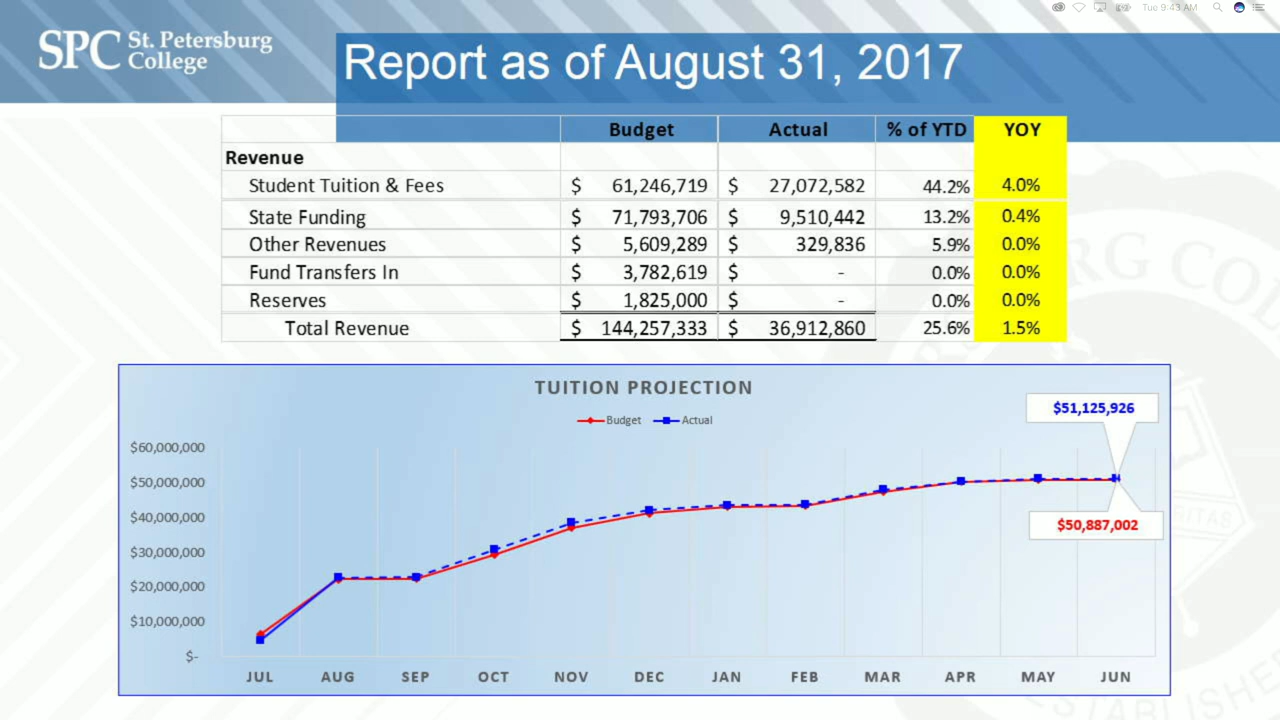 Tue 9:43 AM
SPC St. Petersburg College
Report as of August 31, 2017
Budget Actual % of YTD YOY
Revenue
Student Tuition & Fees $ 61,246,719 $ 27,072,582 44.2% 4.0%
State Funding $ 71,793,706 $ 9,510,442 13.2% 0.4%
Other Revenues $ 5,609,289 $ 329,836 5.9% 0.0%
Fund Transfers In $ 3,782,619 $ - 0.0% 0.0%
Reserves $ 1,825,000 $ - 0.0% 0.0%
Total Revenue $ 144,257,333 $ 36,912,860 25.6% 1.5%
TUITION PROJECTION
Budget Actual
$51,125,926
$60,000,000
$50,000,000
$40,000,000
$30,000,000
$20,000,000
$10,000,000
$-
$50,887,002
JUL AUG SEP OCT NOV DEC JAN FEB MAR APR MAY JUN